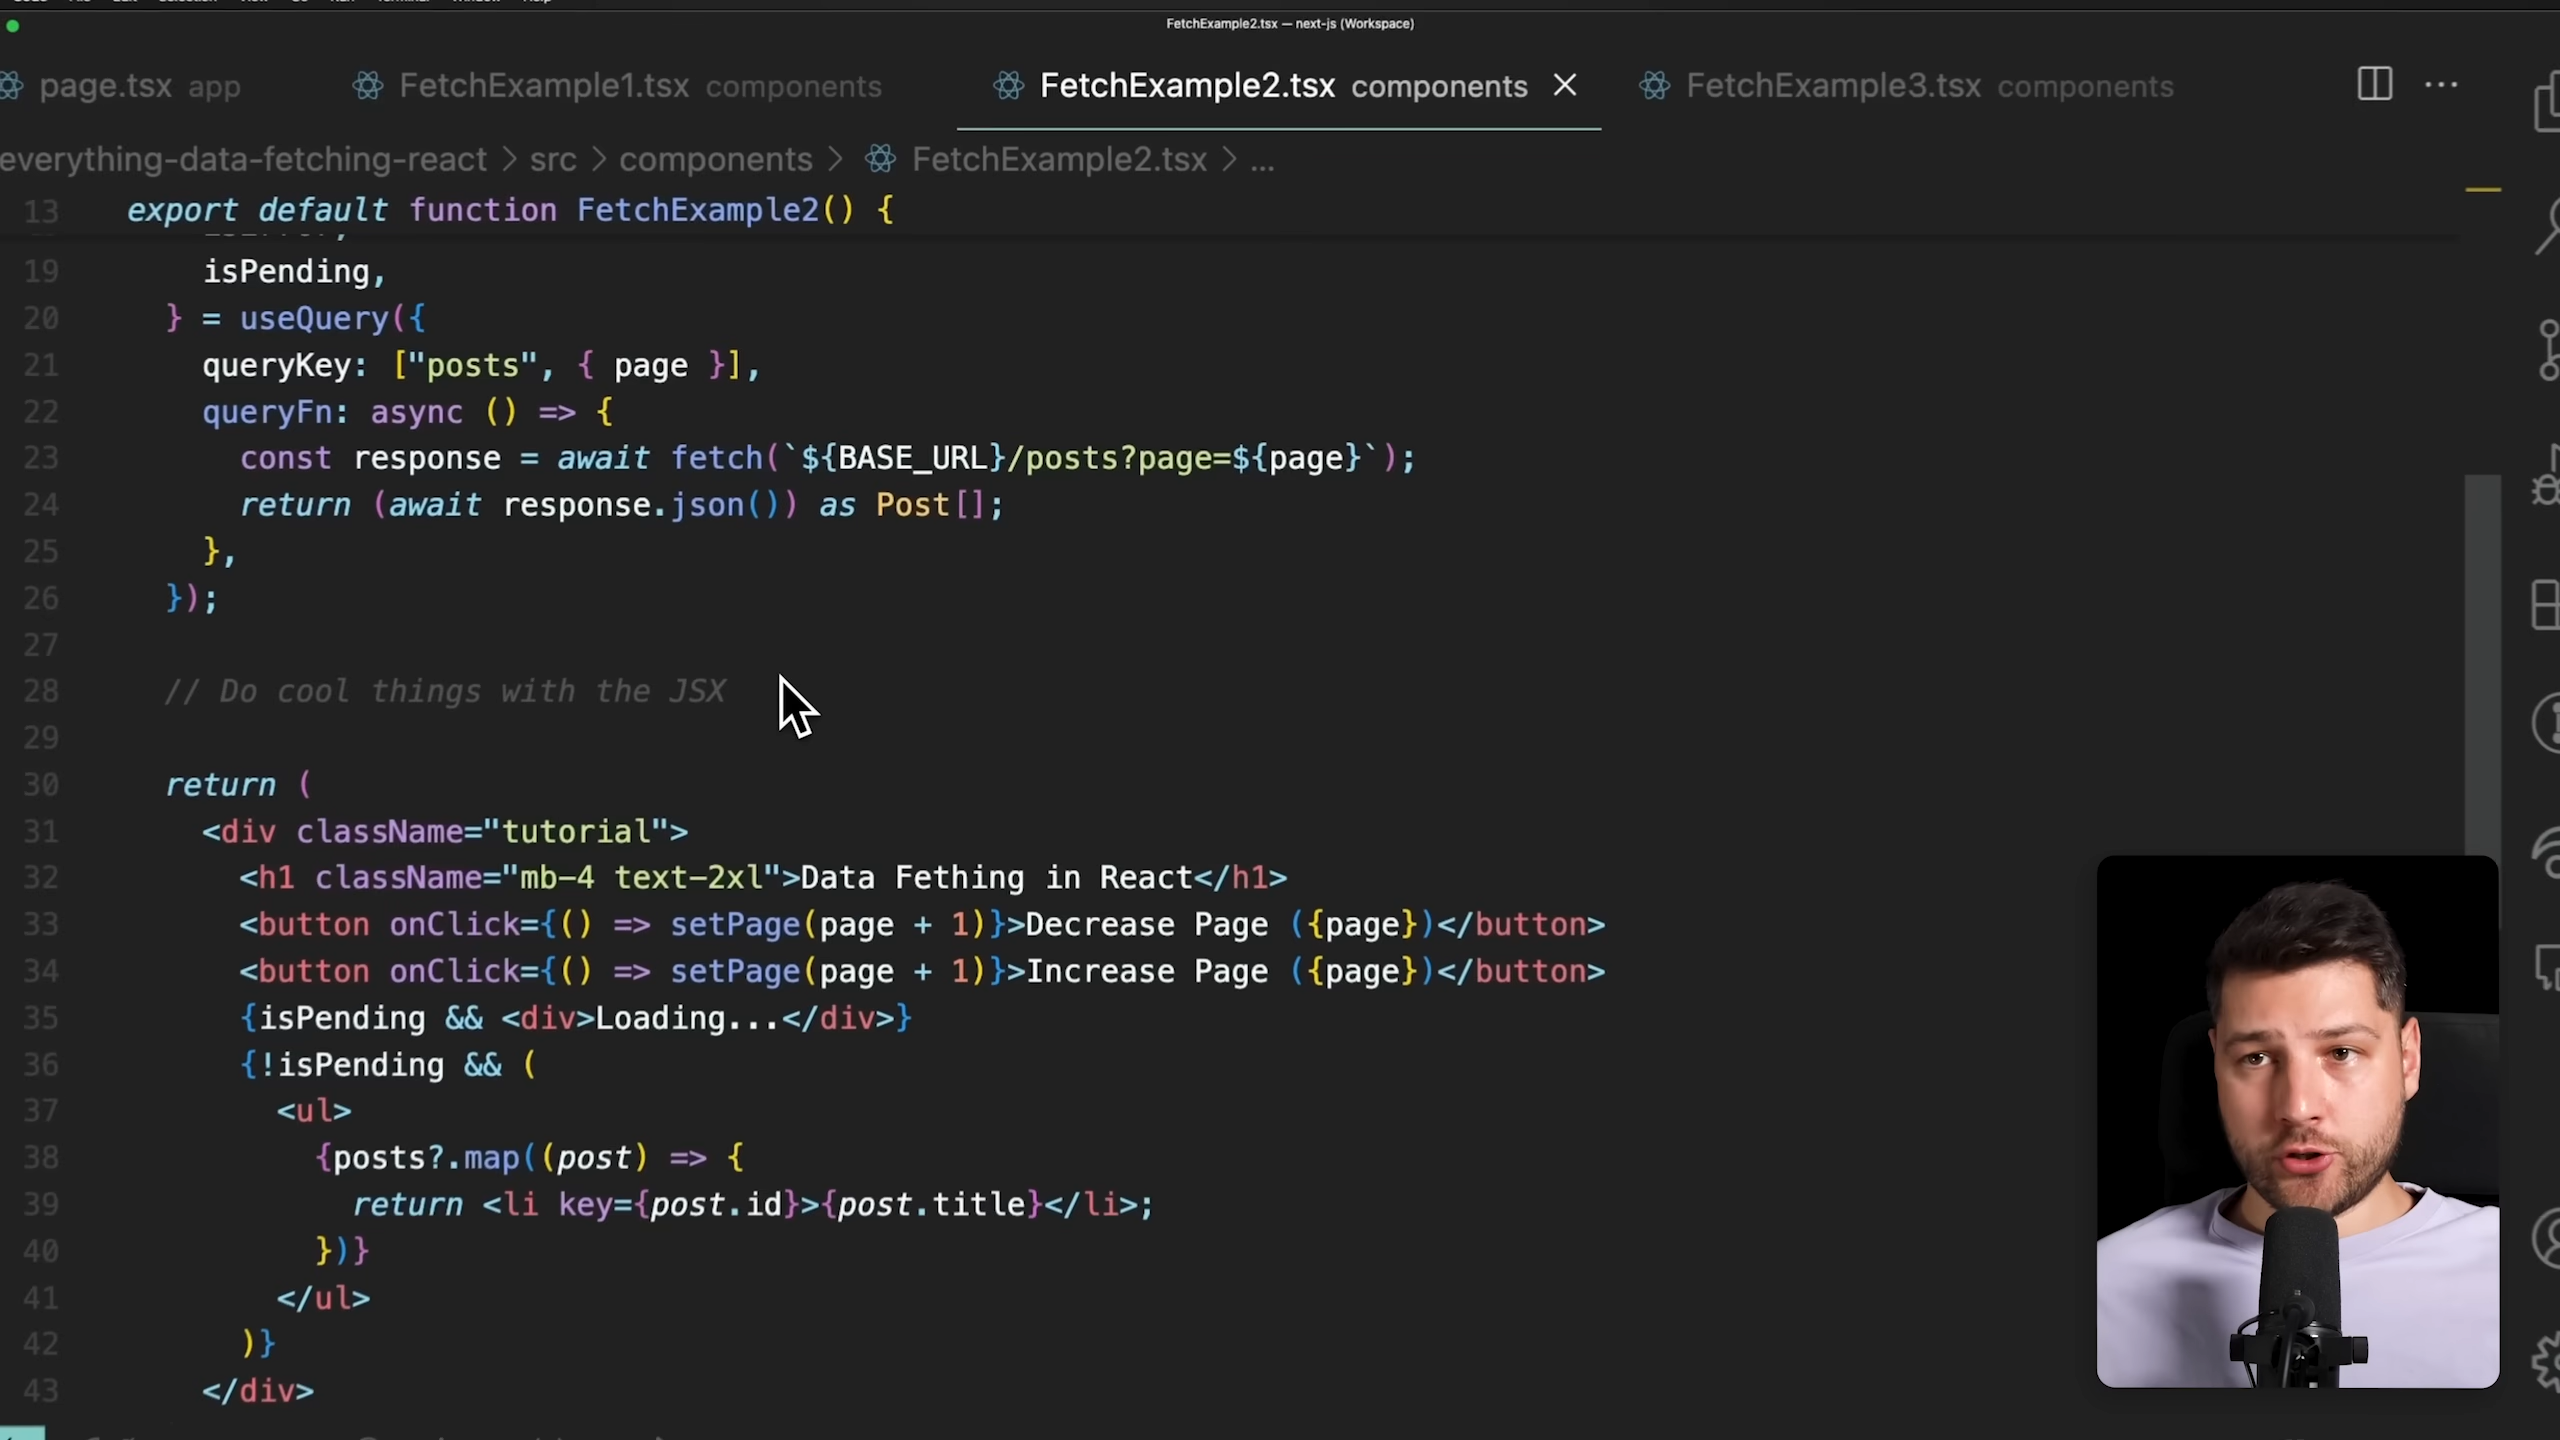 FetchExample2.tsx — next-js (Workspace)
page.tsx app FetchExample1.tsx components FetchExample2.tsx components FetchExample3.tsx components
everything-data-fetching-react > src > components > FetchExample2.tsx > ...
13 export default function FetchExample2() {
19 isPending,
20 } = useQuery({
21 queryKey: ["posts", { page }],
22 queryFn: async () => {
23 const response = await fetch(`${BASE_URL}/posts?page=${page}`);
24 return (await response.json()) as Post[];
25 },
26 });
27
28 // Do cool things with the JSX
29
30 return (
31 <div className="tutorial">
32 <h1 className="mb-4 text-2xl">Data Fething in React</h1>
33 <button onClick={() => setPage(page + 1)}>Decrease Page ({page})</button>
34 <button onClick={() => setPage(page + 1)}>Increase Page ({page})</button>
35 {isPending && <div>Loading...</div>}
36 {!isPending && (
37 <ul>
38 {posts?.map((post) => {
39 return <li key={post.id}>{post.title}</li>;
40 })}
41 </ul>
42 )}
43 </div>